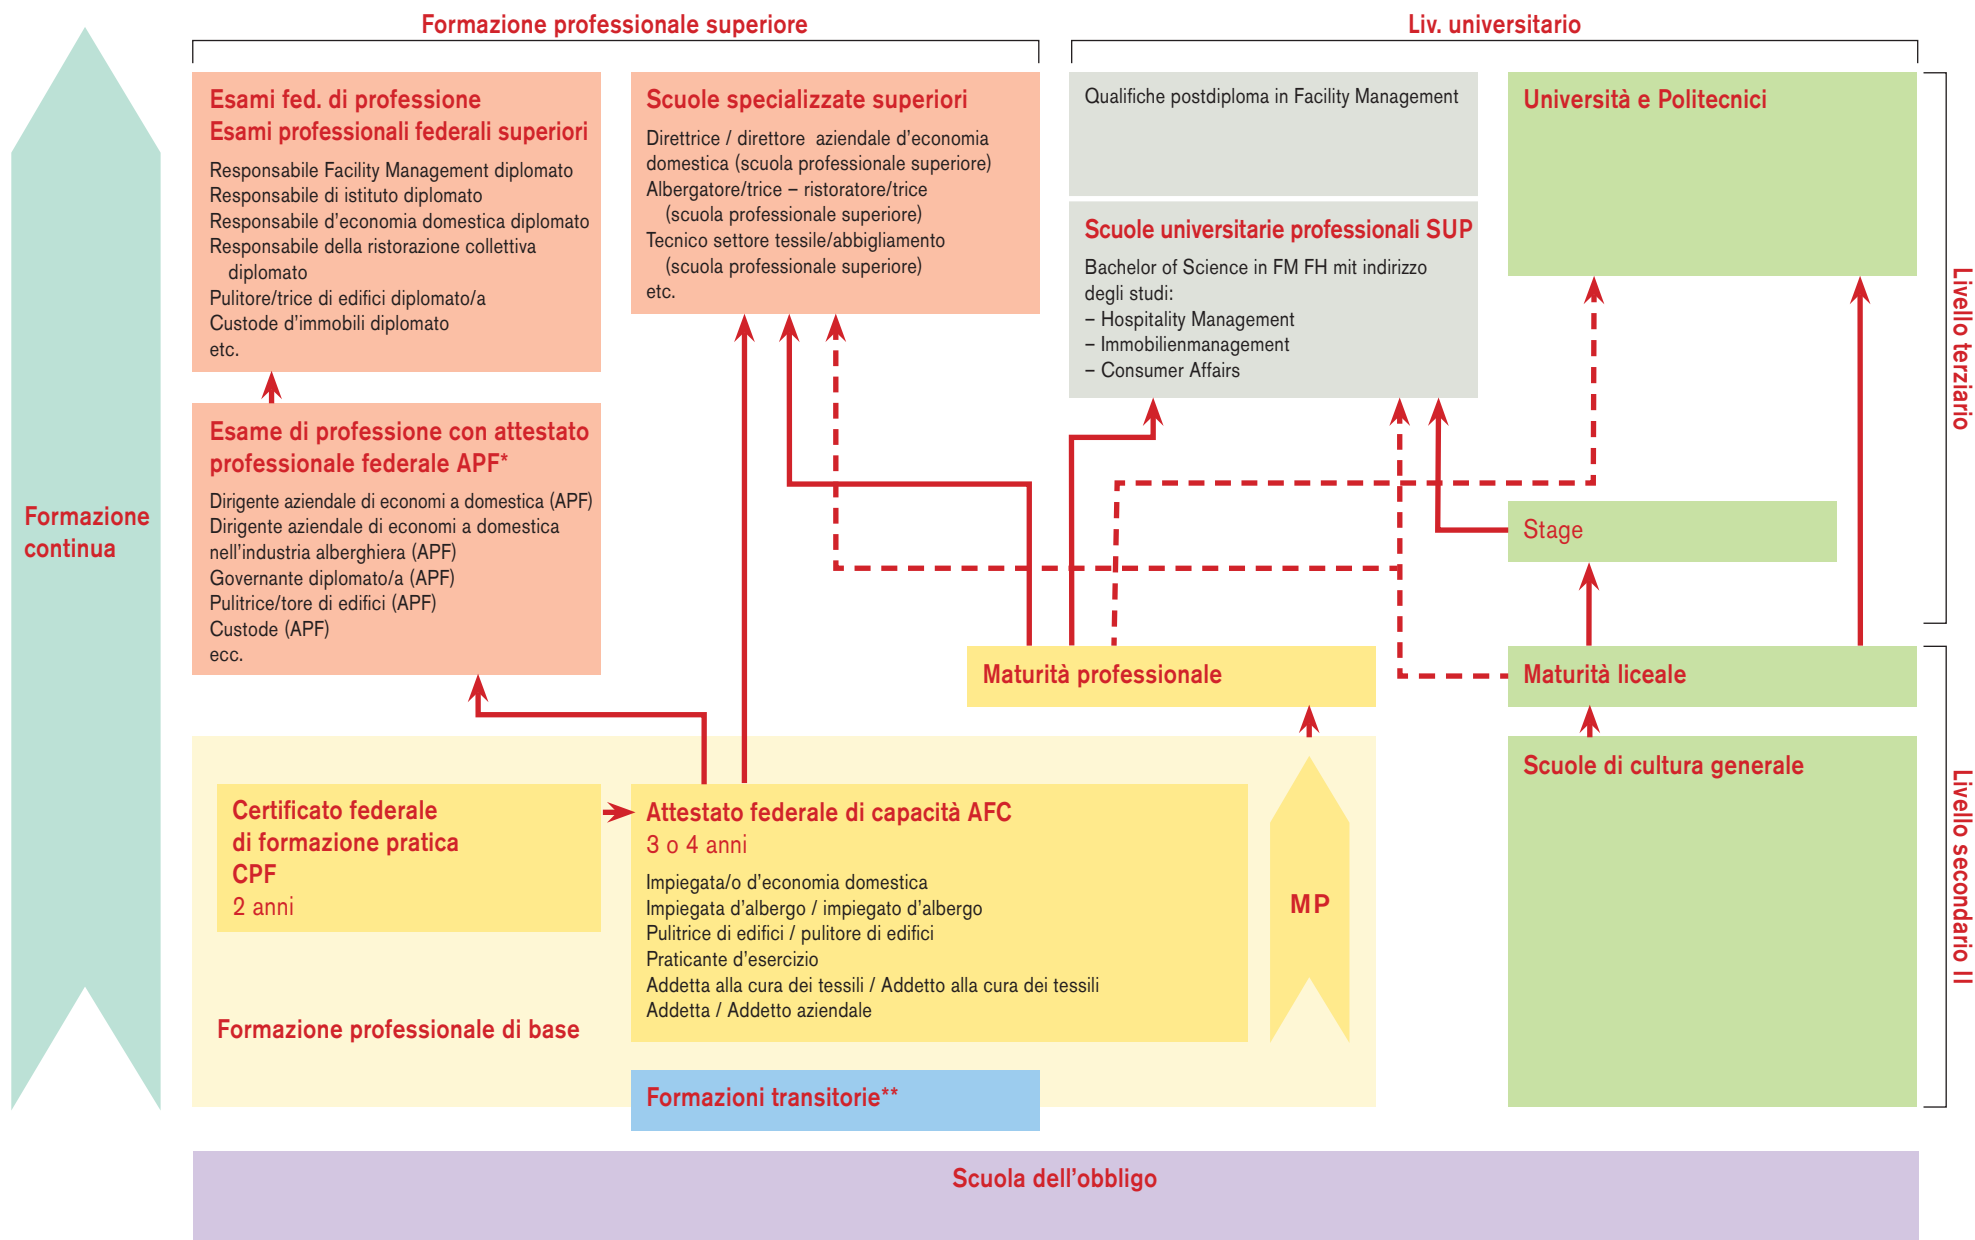 Formazione professionale superiore
Liv. universitario
Formazione
continua
Esami fed. di professione
Esami professionali federali superiori
Responsabile Facility Management diplomato
Responsabile di istituto diplomato
Responsabile d'economia domestica diplomato
Responsabile della ristorazione collettiva
diplomato
Pulitore/trice di edifici diplomato/a
Custode d'immobili diplomato
etc.
Esame di professione con attestato
professionale federale APF*
Dirigente aziendale di economi a domestica (APF)
Dirigente aziendale di economi a domestica
nell'industria alberghiera (APF)
Governante diplomato/a (APF)
Pulitrice/tore di edifici (APF)
Custode (APF)
ecc.
Scuole specializzate superiori
Direttrice / direttore aziendale d'economia
domestica (scuola professionale superiore)
Albergatore/trice – ristoratore/trice
(scuola professionale superiore)
Tecnico settore tessile/abbigliamento
(scuola professionale superiore)
etc.
Qualifiche postdiploma in Facility Management
Scuole universitarie professionali SUP
Bachelor of Science in FM FH mit indirizzo
degli studi:
– Hospitality Management
– Immobilienmanagement
– Consumer Affairs
Università e Politecnici
Stage
Livello terziario
Maturità professionale
Maturità liceale
Certificato federale
di formazione pratica
CPF
2 anni
Attestato federale di capacità AFC
3 o 4 anni
Impiegata/o d'economia domestica
Impiegata d'albergo / impiegato d'albergo
Pulitrice di edifici / pulitore di edifici
Praticante d'esercizio
Addetta alla cura dei tessili / Addetto alla cura dei tessili
Addetta / Addetto aziendale
MP
Scuole di cultura generale
Livello secondario II
Formazione professionale di base
Formazioni transitorie**
Scuola dell'obbligo